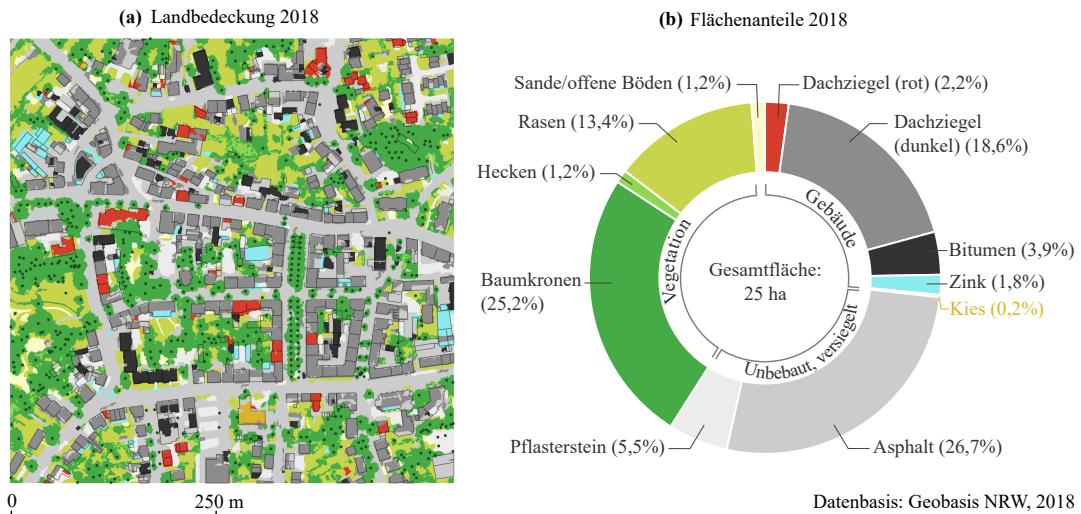 (a) Landbedeckung 2018
(b) Flächenanteile 2018
Sande/offene Böden (1,2%)
Dachziegel (rot) (2,2%)
Rasen (13,4%)
Dachziegel
(dunkel) (18,6%)
Hecken (1,2%)
Gebäude
Vegetation
Bitumen (3,9%)
Baumkronen
(25,2%)
Gesamtfläche:
25 ha
Zink (1,8%)
Kies (0,2%)
Unbebaut, versiegelt
Pflasterstein (5,5%)
Asphalt (26,7%)
0
250 m
Datenbasis: Geobasis NRW, 2018